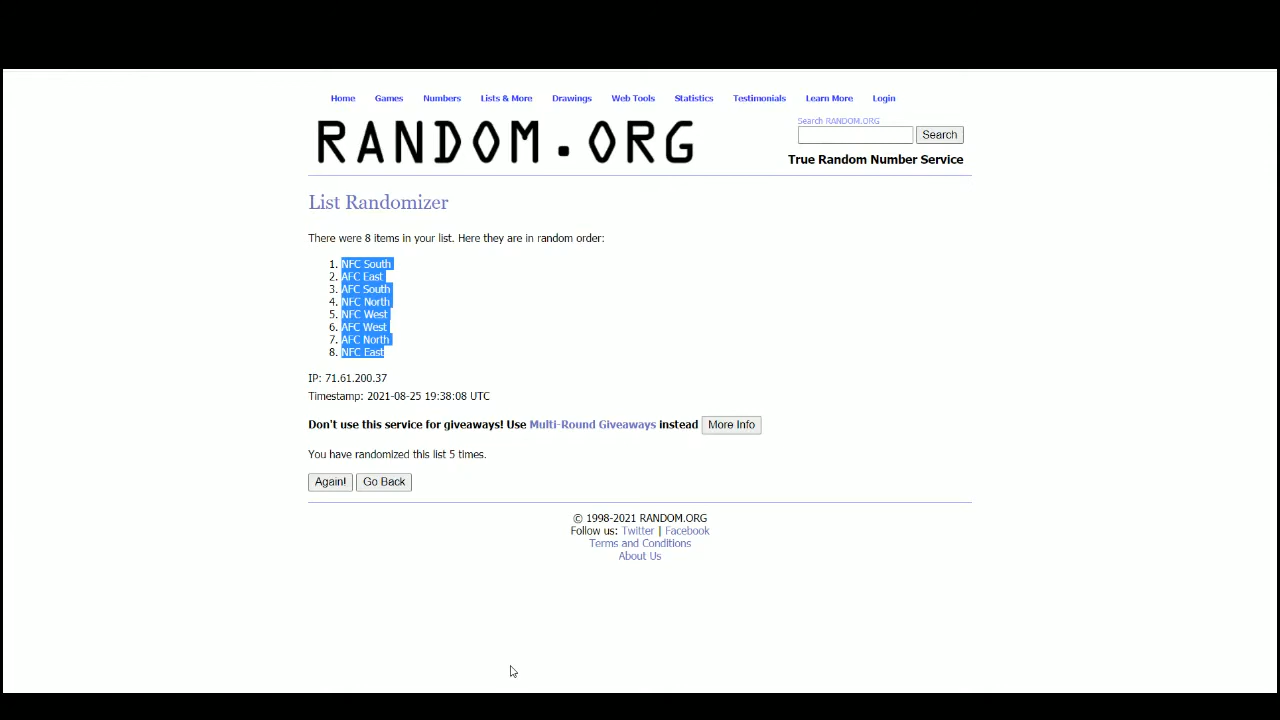 Home Games Numbers Lists & More Drawings Web Tools Statistics Testimonials Learn More Login
RANDOM.ORG
Search RANDOM.ORG
Search
True Random Number Service
List Randomizer
There were 8 items in your list. Here they are in random order:
1. NFC South
2. AFC East
3. AFC South
4. NFC North
5. NFC West
6. AFC West
7. AFC North
8. NFC East
IP: 71.61.200.37
Timestamp: 2021-08-25 19:38:08 UTC
Don't use this service for giveaways! Use Multi-Round Giveaways instead More Info
You have randomized this list 5 times.
Again! Go Back
© 1998-2021 RANDOM.ORG
Follow us: Twitter | Facebook
Terms and Conditions
About Us